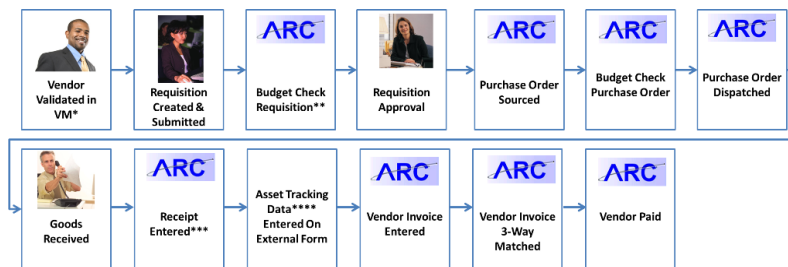 Vendor
Validated in
VM*
Requisition
Created &
Submitted
ARC
Budget Check
Requisition**
Requisition
Approval
ARC
Purchase Order
Sourced
ARC
Budget Check
Purchase Order
ARC
Purchase Order
Dispatched
Goods
Received
ARC
Receipt
Entered***
Asset Tracking
Data****
Entered On
External Form
ARC
Vendor Invoice
Entered
ARC
Vendor Invoice
3-Way
Matched
ARC
Vendor Paid